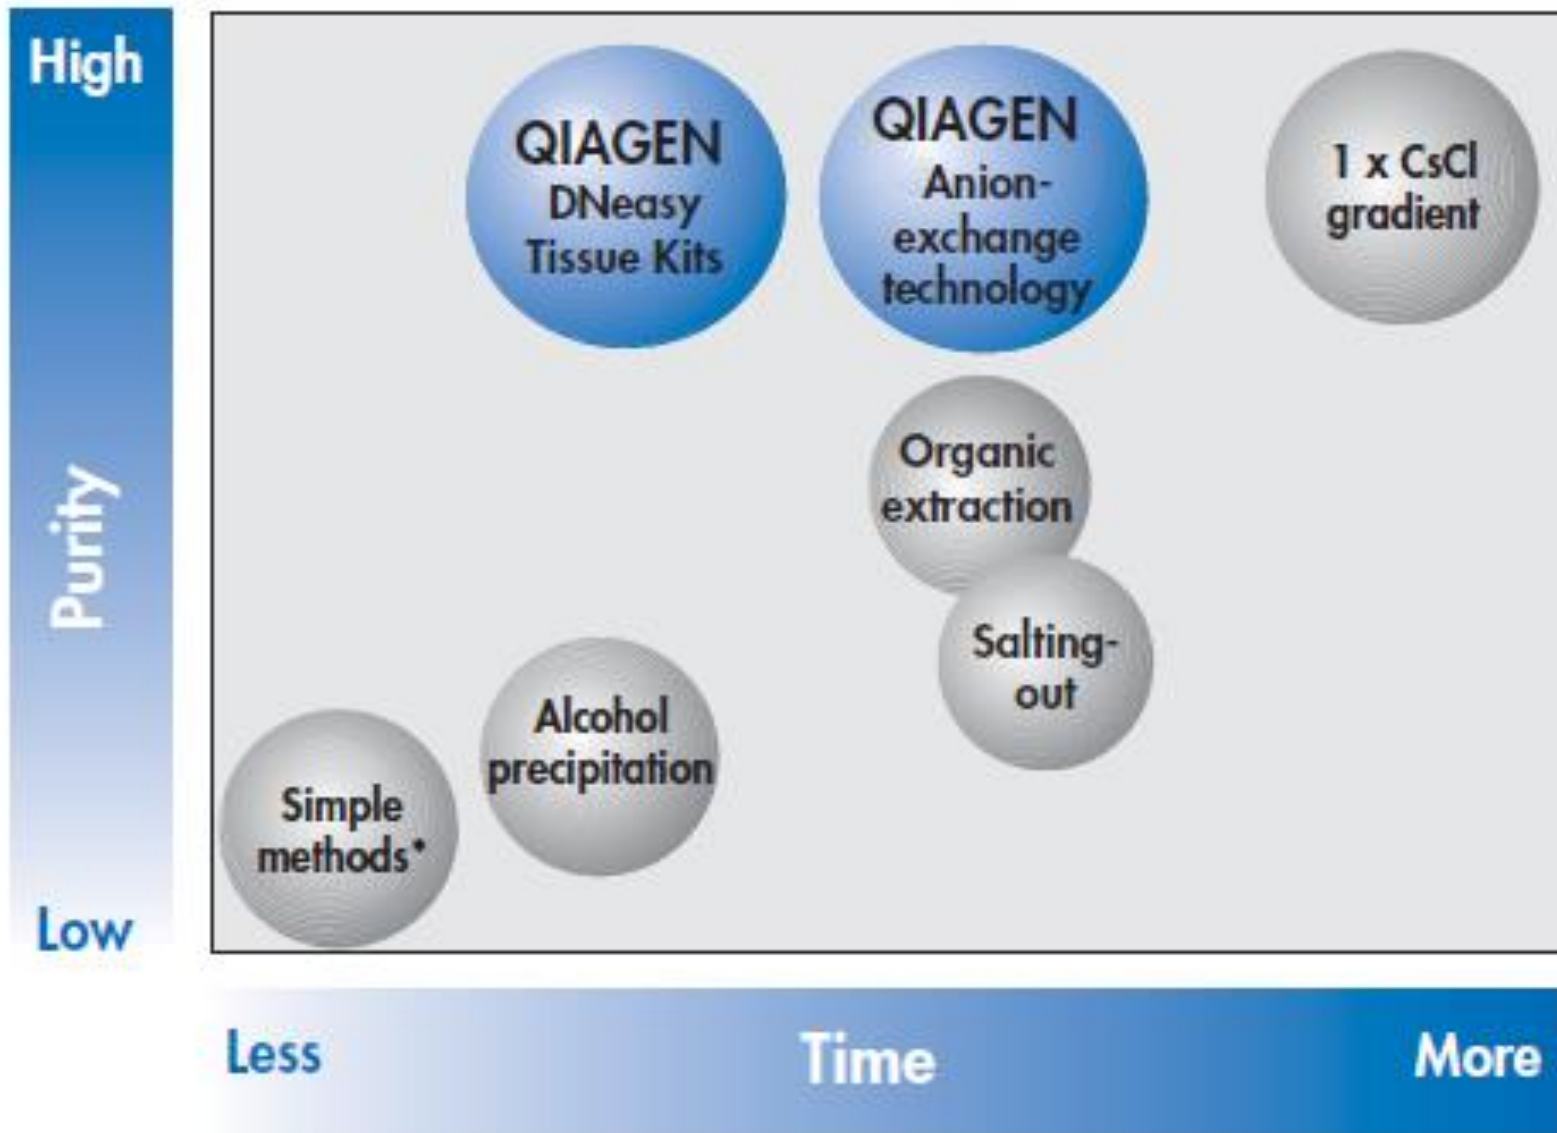 High
QIAGEN
DNeasy
Tissue Kits
QIAGEN
Anion-
exchange
technology
1 x CsCl
gradient
Organic
extraction
Purity
Salting-
out
Alcohol
precipitation
Simple
methods*
Low
Less
Time
More